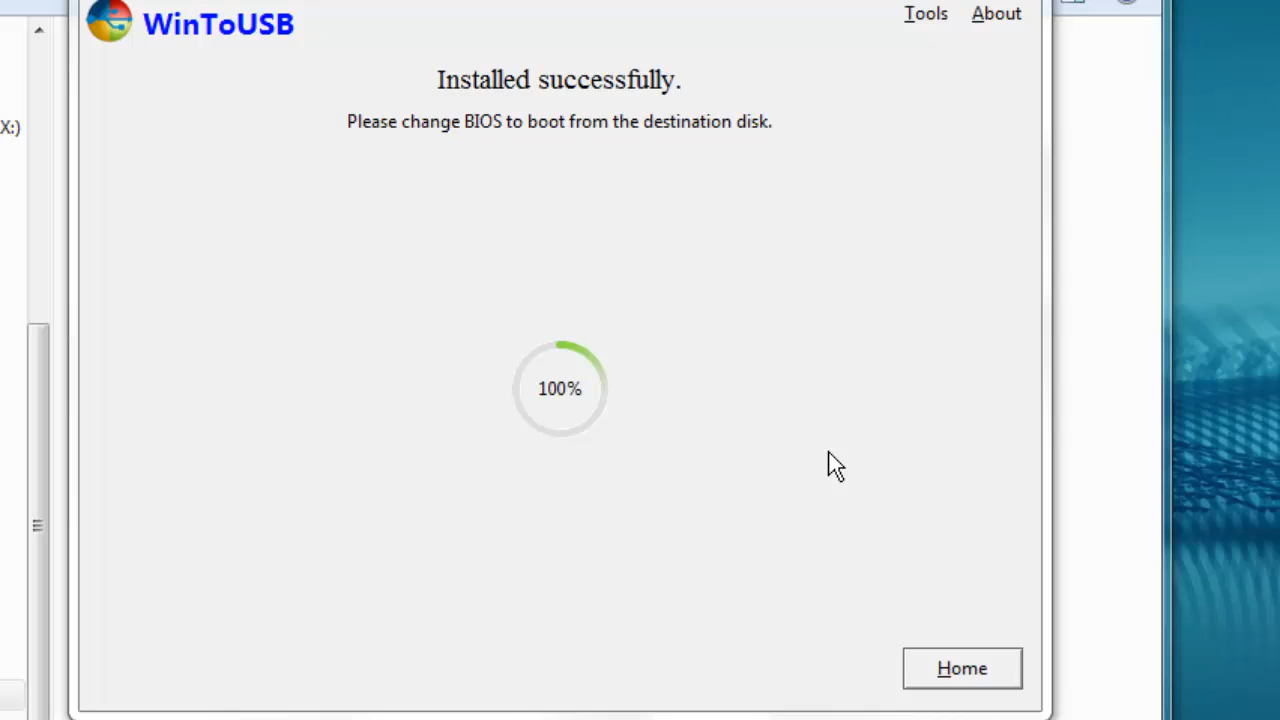 WinToUSB
Tools About
Installed successfully.
Please change BIOS to boot from the destination disk.
X:)
100%
Home